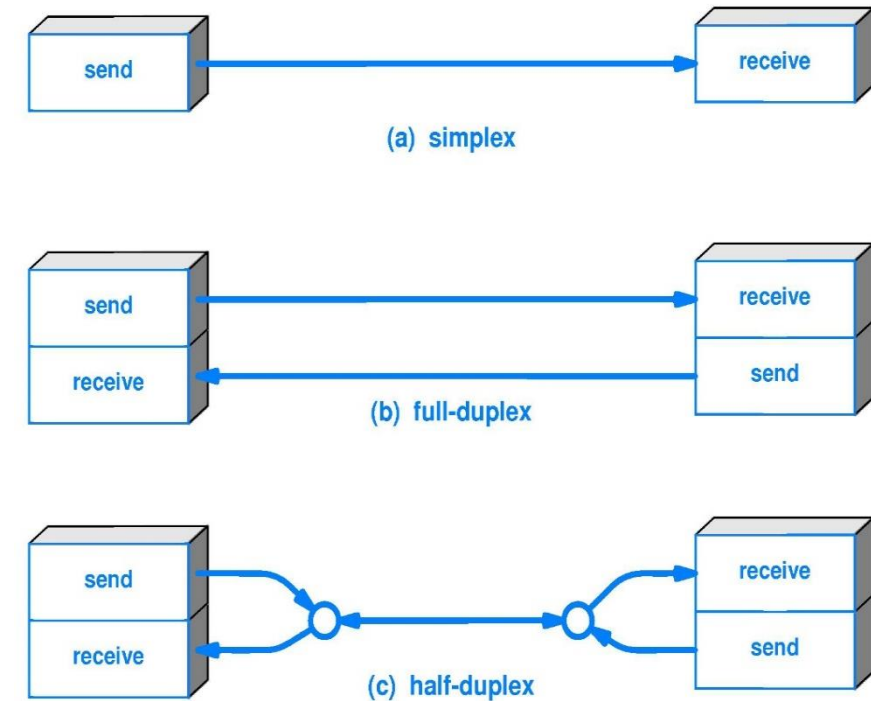 send
receive
(a) simplex
send
receive
receive
send
(b) full-duplex
send
receive
receive
send
(c) half-duplex